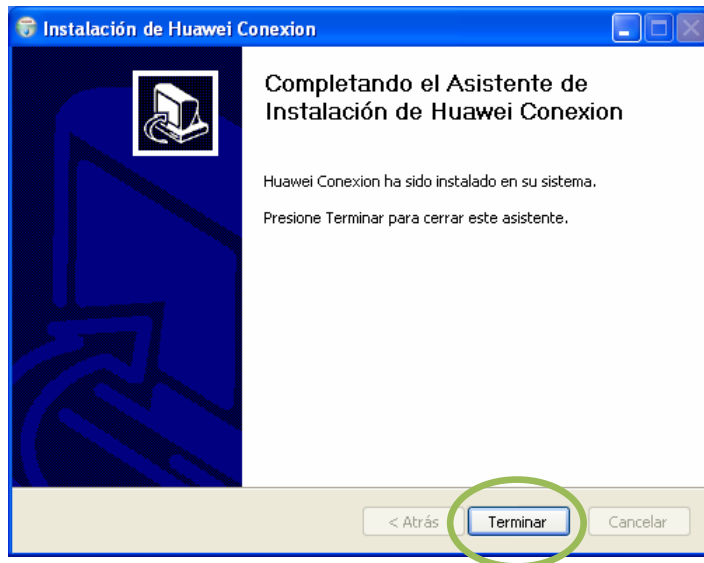 Instalación de Huawei Conexion
Completando el Asistente de
Instalación de Huawei Conexion
Huawei Conexion ha sido instalado en su sistema.
Presione Terminar para cerrar este asistente.
< Atrás
Terminar
Cancelar